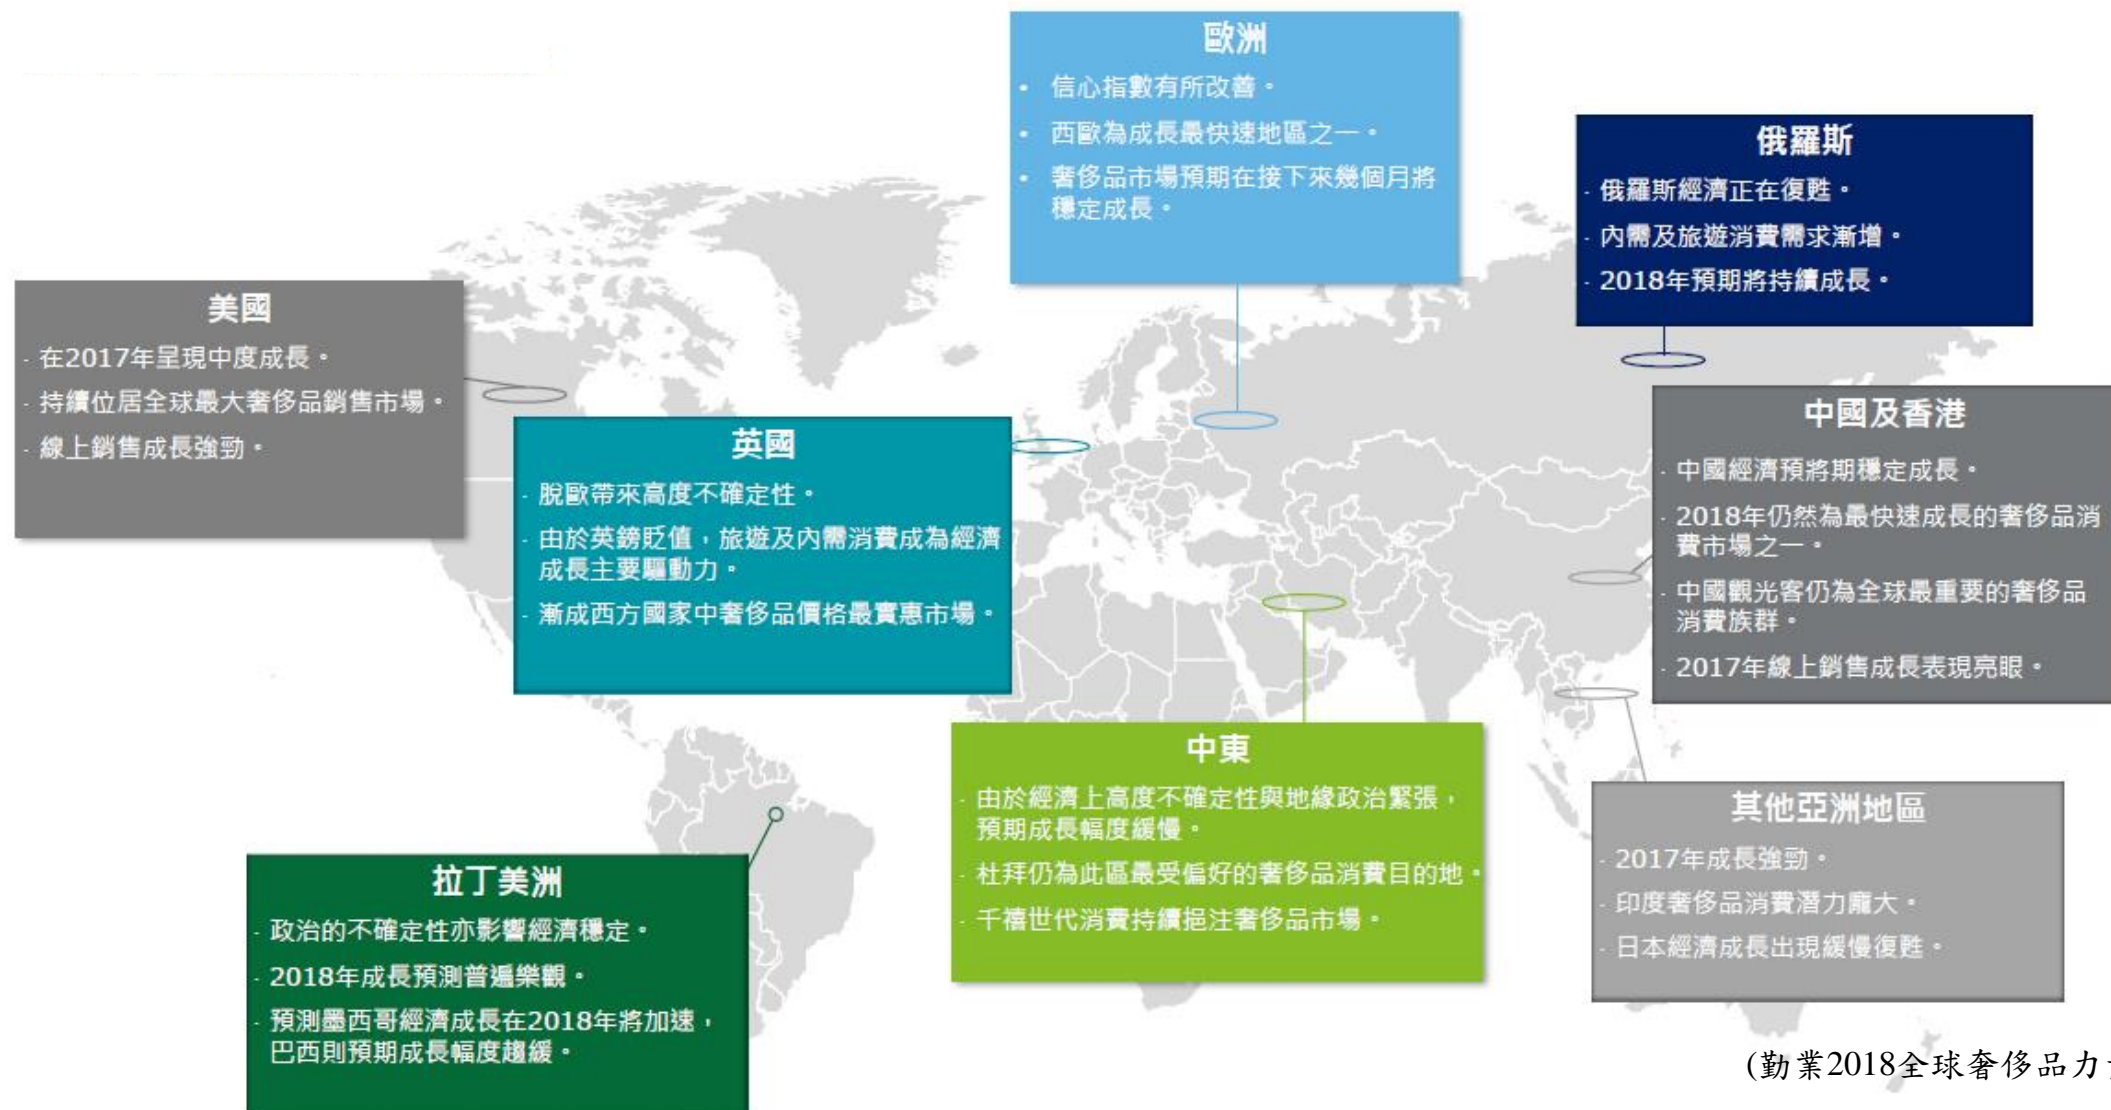 歐洲
• 信心指數有所改善。
• 西歐為成長最快速地區之一。
• 奢侈品市場預期在接下來幾個月將
穩定成長。
俄羅斯
- 俄羅斯經濟正在復甦。
- 內需及旅遊消費需求漸增。
- 2018年預期將持續成長。
美國
- 在2017年呈現中度成長。
- 持續位居全球最大奢侈品銷售市場。
- 線上銷售成長強勁。
英國
- 脫歐帶來高度不確定性。
- 由於英鎊貶值，旅遊及內需消費成為經濟
成長主要驅動力。
- 漸成西方國家中奢侈品價格最實惠市場。
中國及香港
- 中國經濟預將期穩定成長。
- 2018年仍然為最快速成長的奢侈品消
費市場之一。
- 中國觀光客仍為全球最重要的奢侈品
消費族群。
- 2017年線上銷售成長表現亮眼。
中東
- 由於經濟上高度不確定性與地緣政治緊張，
預期成長幅度緩慢。
- 杜拜仍為此區最受偏好的奢侈品消費目的地。
- 千禧世代消費持續挹注奢侈品市場。
其他亞洲地區
- 2017年成長強勁。
- 印度奢侈品消費潛力龐大。
- 日本經濟成長出現緩慢復甦。
拉丁美洲
- 政治的不確定性亦影響經濟穩定。
- 2018年成長預測普遍樂觀。
- 預測墨西哥經濟成長在2018年將加速，
巴西則預期成長幅度趨緩。
(勤業2018全球奢侈品力